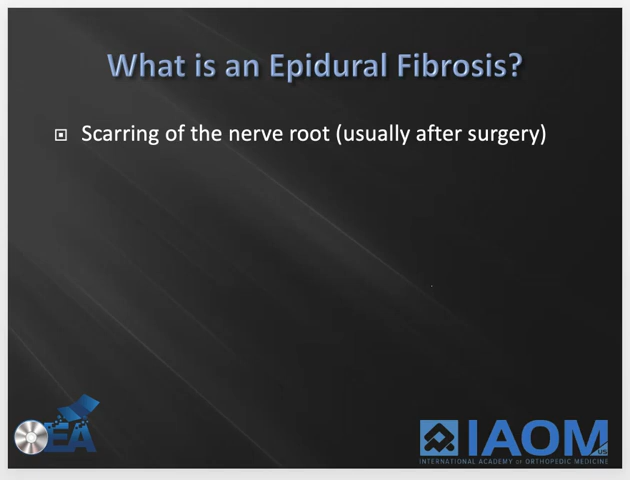 What is an Epidural Fibrosis?
Scarring of the nerve root (usually after surgery)
EA
IAOM
US
INTERNATIONAL ACADEMY OF ORTHOPEDIC MEDICINE